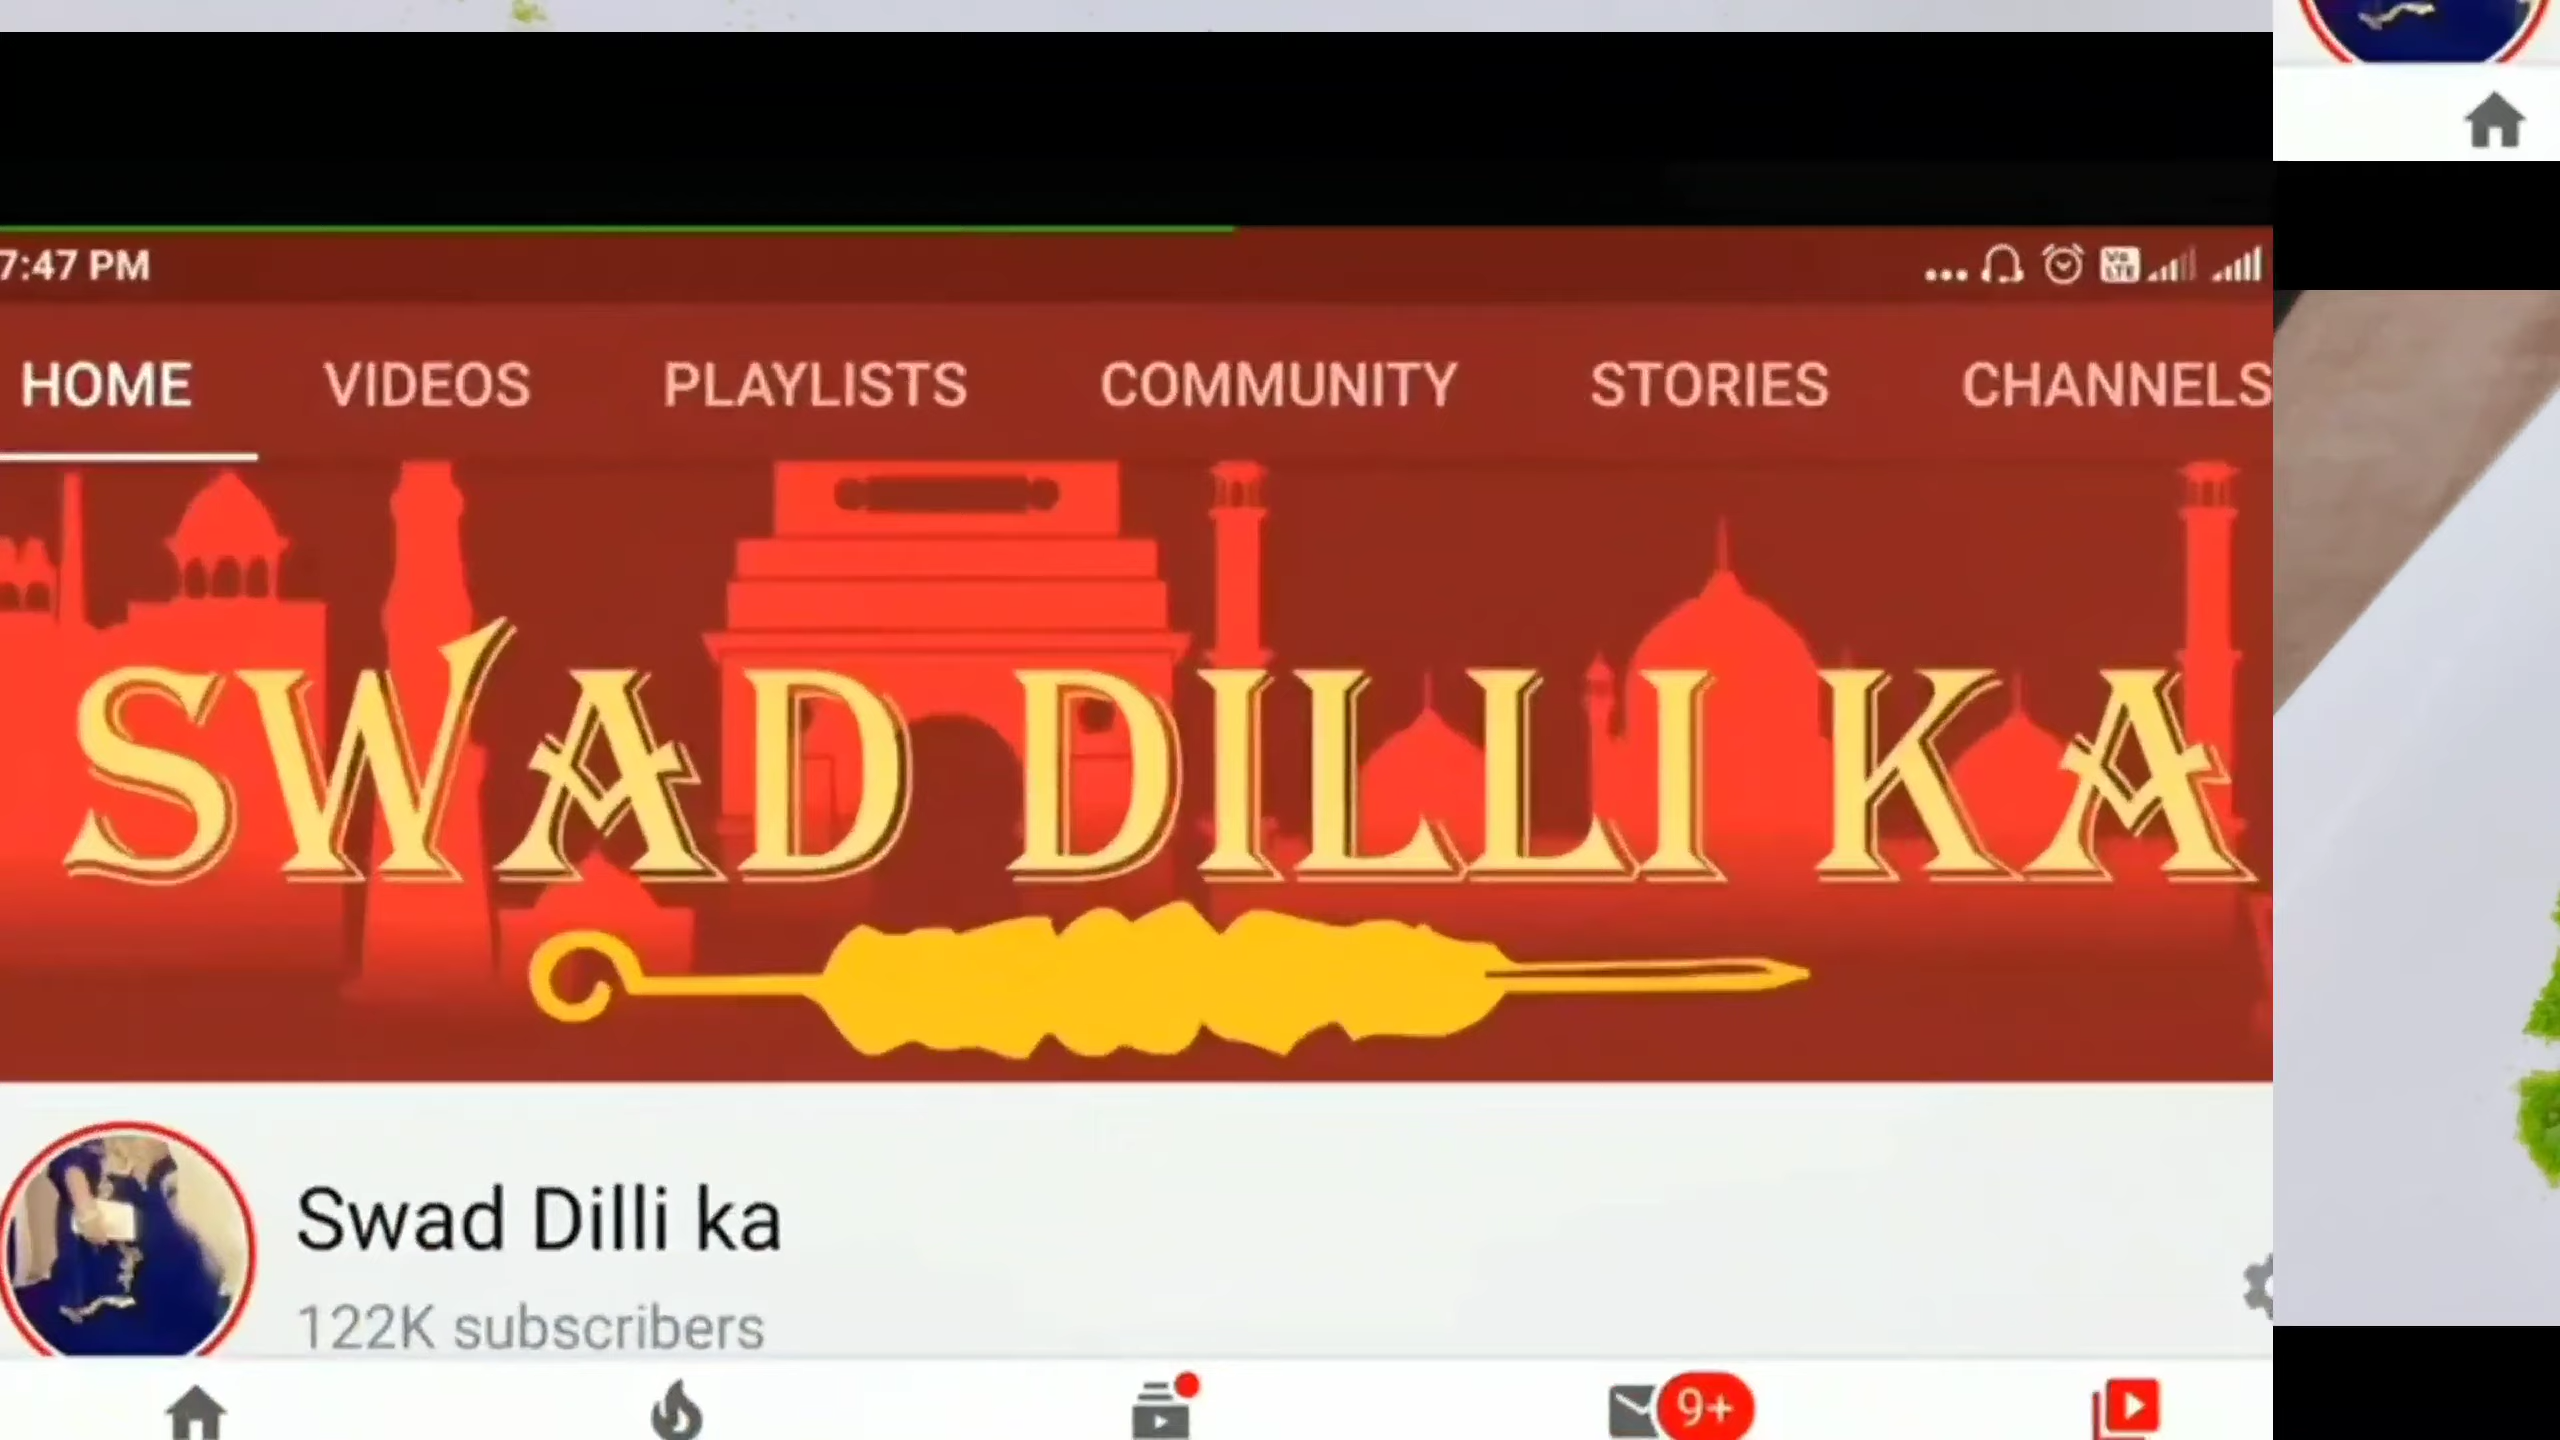 7:47 PM
HOME VIDEOS PLAYLISTS COMMUNITY STORIES CHANNELS
SWAD DILLI KA
Swad Dilli ka
122K subscribers
9+